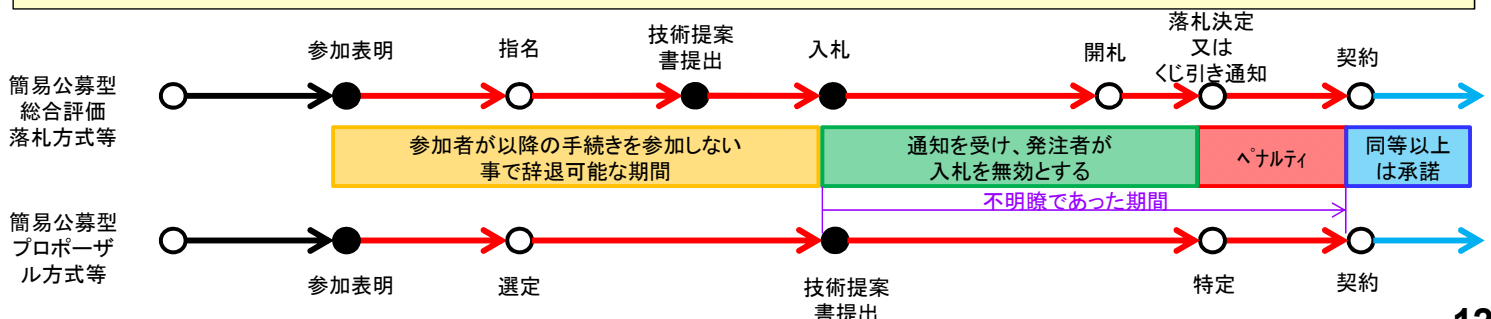 簡易公募型
総合評価
落札方式等
参加表明
指名
技術提案
書提出
入札
開札
落札決定
又は
くじ引き通知
契約
参加者が以降の手続きを参加しない
事で辞退可能な期間
通知を受け、発注者が
入札を無効とする
ペナルティ
同等以上
は承諾
不明瞭であった期間
簡易公募型
プロポーザ
ル方式等
参加表明
選定
技術提案
書提出
特定
契約